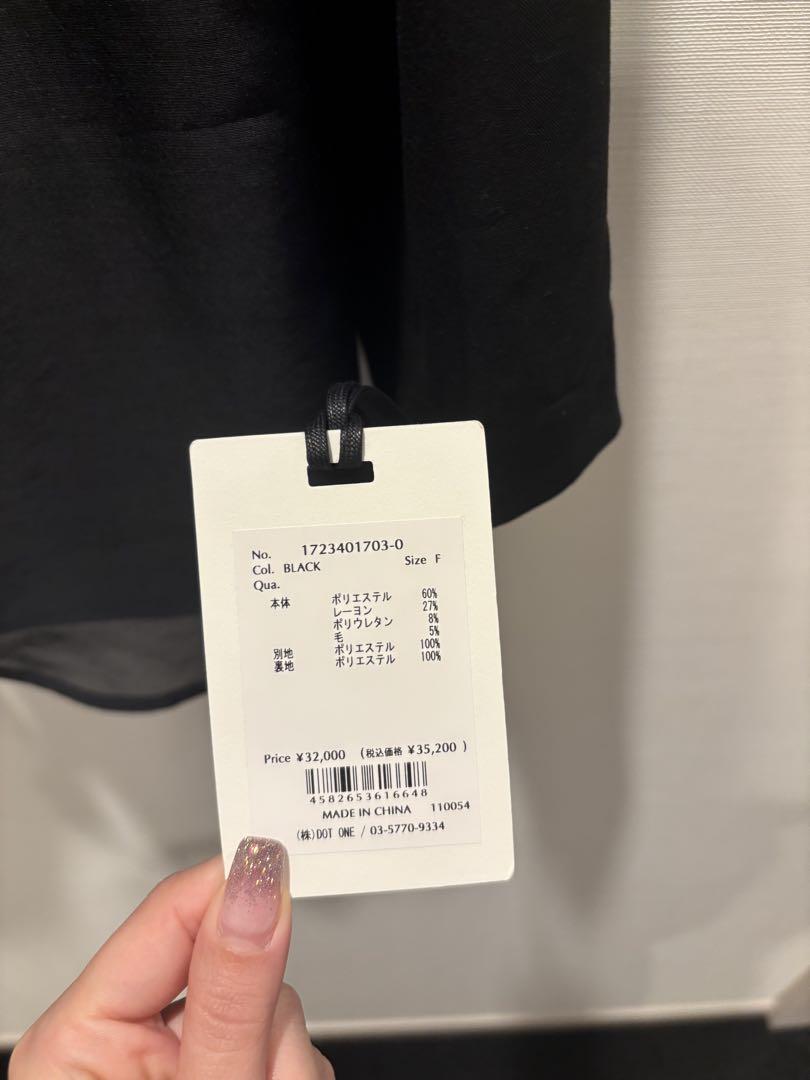 No. 1723401703-0
Col. BLACK Size F
Qua.
本体 ポリエステル 60%
レーヨン 27%
ポリウレタン 8%
毛 5%
別地 ポリエステル 100%
裏地 ポリエステル 100%
Price ¥32,000 (税込価格 ¥35,200 )
4582653616648
MADE IN CHINA 110054
(株)DOT ONE / 03-5770-9334